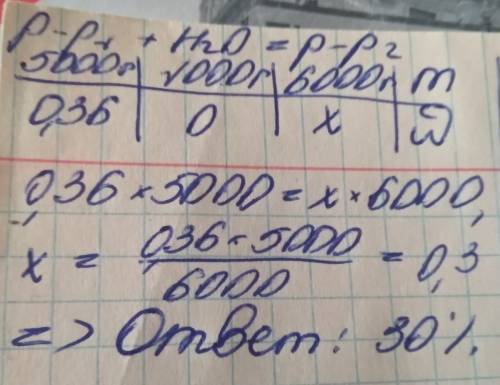 р-р₁ + H₂O = р-р₂
5000г | 1000г | 6000г | m
0,36 | 0 | x | ω
0,36 × 5000 = x × 6000,
x = 0,36 × 5000 / 6000 = 0,3
=> Ответ: 30%.